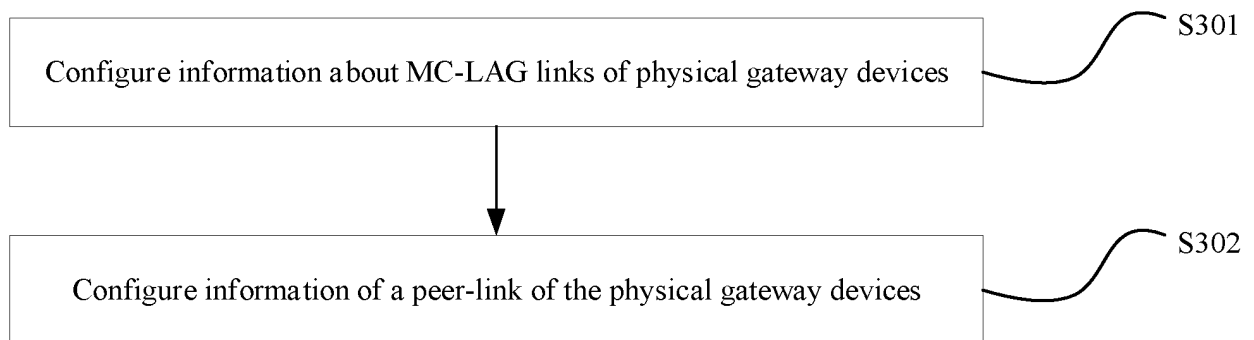 S301
Configure information about MC-LAG links of physical gateway devices
S302
Configure information of a peer-link of the physical gateway devices